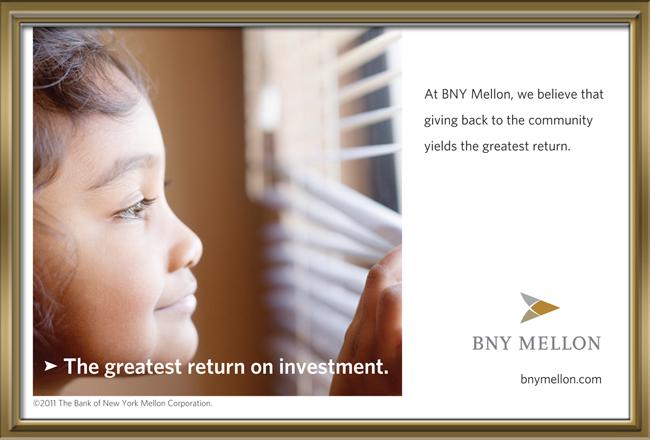 At BNY Mellon, we believe that
giving back to the community
yields the greatest return.
➤ The greatest return on investment.
BNY MELLON
bnymellon.com
©2011 The Bank of New York Mellon Corporation.